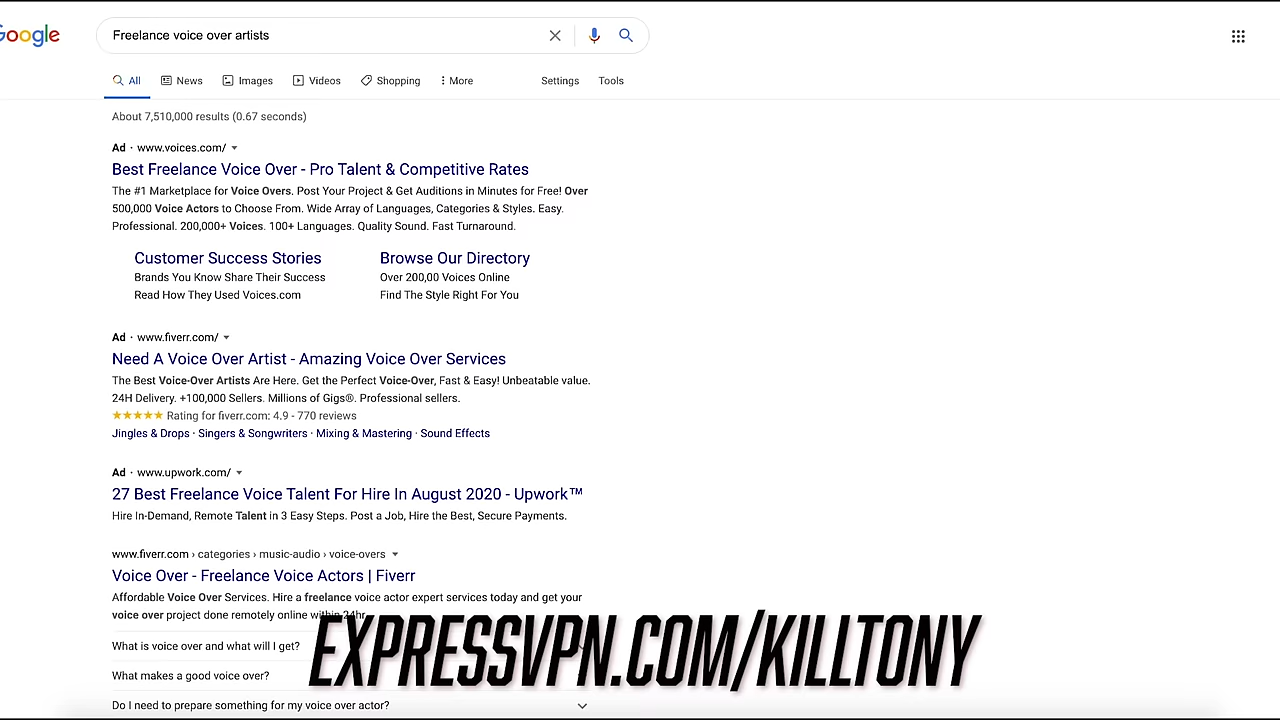 Google
Freelance voice over artists
All News Images Videos Shopping More Settings Tools
About 7,510,000 results (0.67 seconds)
Ad · www.voices.com/
Best Freelance Voice Over - Pro Talent & Competitive Rates
The #1 Marketplace for Voice Overs. Post Your Project & Get Auditions in Minutes for Free! Over
500,000 Voice Actors to Choose From. Wide Array of Languages, Categories & Styles. Easy.
Professional. 200,000+ Voices. 100+ Languages. Quality Sound. Fast Turnaround.
Customer Success Stories Browse Our Directory
Brands You Know Share Their Success Over 200,00 Voices Online
Read How They Used Voices.com Find The Style Right For You
Ad · www.fiverr.com/
Need A Voice Over Artist - Amazing Voice Over Services
The Best Voice-Over Artists Are Here. Get the Perfect Voice-Over, Fast & Easy! Unbeatable value.
24H Delivery. +100,000 Sellers. Millions of Gigs®. Professional sellers.
Rating for fiverr.com: 4.9 - 770 reviews
Jingles & Drops · Singers & Songwriters · Mixing & Mastering · Sound Effects
Ad · www.upwork.com/
27 Best Freelance Voice Talent For Hire In August 2020 - Upwork™
Hire In-Demand, Remote Talent in 3 Easy Steps. Post a Job, Hire the Best, Secure Payments.
www.fiverr.com › categories › music-audio › voice-overs
Voice Over - Freelance Voice Actors | Fiverr
Affordable Voice Over Services. Hire a freelance voice actor expert services today and get your
voice over project done remotely online within 24hr
What is voice over and what will I get?
EXPRESSVPN.COM/KILLTONY
What makes a good voice over?
Do I need to prepare something for my voice over actor?